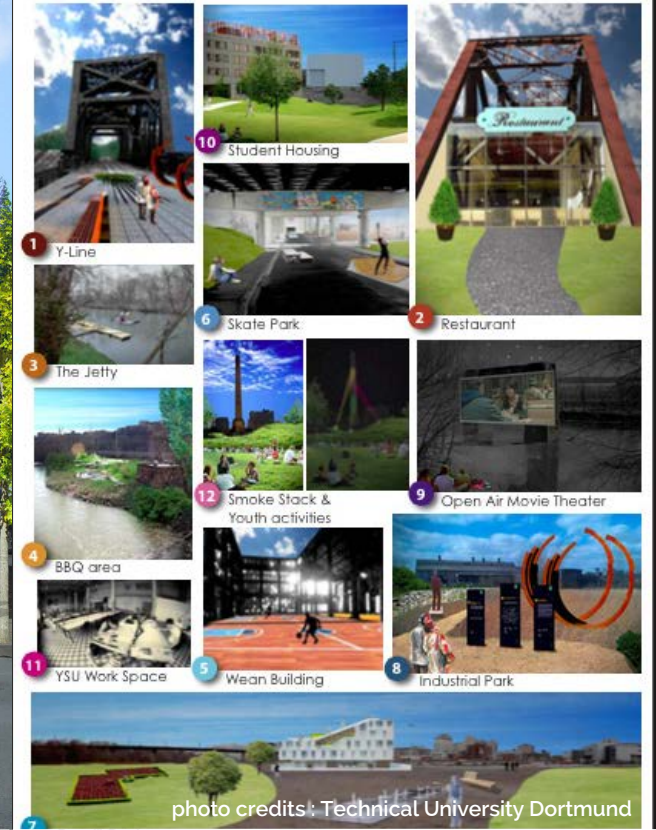 10
Student Housing
Restaurant
1
Y-Line
6
Skate Park
2
Restaurant
3
The Jetty
12
Smoke Stack &
Youth activities
9
Open Air Movie Theater
4
BBQ area
11
YSU Work Space
5
Wean Building
8
Industrial Park
7
photo credits : Technical University Dortmund